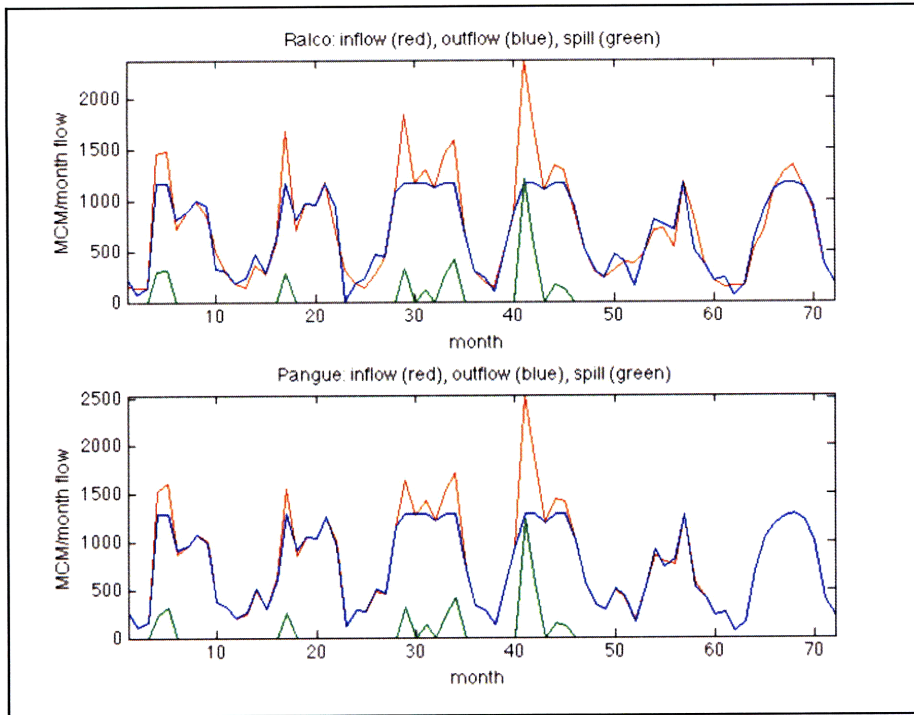 Ralco: inflow (red), outflow (blue), spill (green)
MCM/month flow
2000
1500
1000
500
0
10 20 30 40 50 60 70
month
Pangue: inflow (red), outflow (blue), spill (green)
MCM/month flow
2500
2000
1500
1000
500
0
10 20 30 40 50 60 70
month